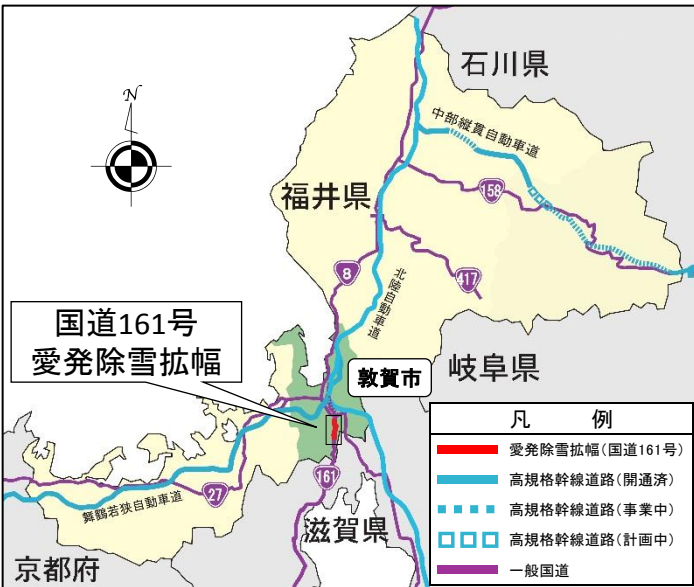 石川県
N
中部縦貫自動車道
福井県
158
8
417
北陸自動車道
国道161号
愛発除雪拡幅
敦賀市
岐阜県
凡 例
愛発除雪拡幅(国道161号)
高規格幹線道路(開通済)
高規格幹線道路(事業中)
高規格幹線道路(計画中)
一般国道
161
27
舞鶴若狭自動車道
滋賀県
京都府